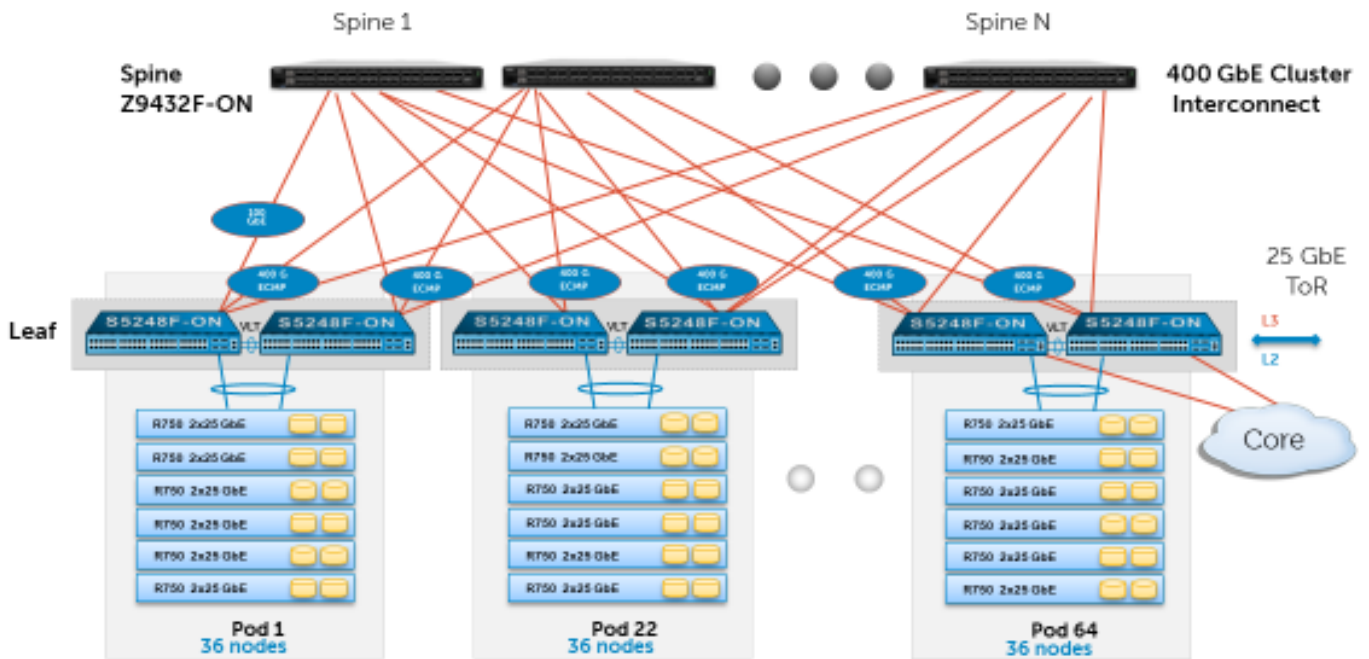 Spine 1
Spine N
Spine
Z9432F-ON
400 GbE Cluster
Interconnect
100
GbE
400 G
ECMP
400 G
ECMP
400 G
ECMP
400 G
ECMP
400 G
ECMP
400 G
ECMP
25 GbE
ToR
Leaf
S5248F-ON
VLT
S5248F-ON
S5248F-ON
VLT
S5248F-ON
S5248F-ON
VLT
S5248F-ON
L3
L2
R750 2x25 GbE
R750 2x25 GbE
R750 2x25 GbE
R750 2x25 GbE
R750 2x25 GbE
R750 2x25 GbE
Pod 1
36 nodes
R750 2x25 GbE
R750 2x25 GbE
R750 2x25 GbE
R750 2x25 GbE
R750 2x25 GbE
R750 2x25 GbE
Pod 22
36 nodes
R750 2x25 GbE
R750 2x25 GbE
R750 2x25 GbE
R750 2x25 GbE
R750 2x25 GbE
R750 2x25 GbE
Pod 64
36 nodes
Core